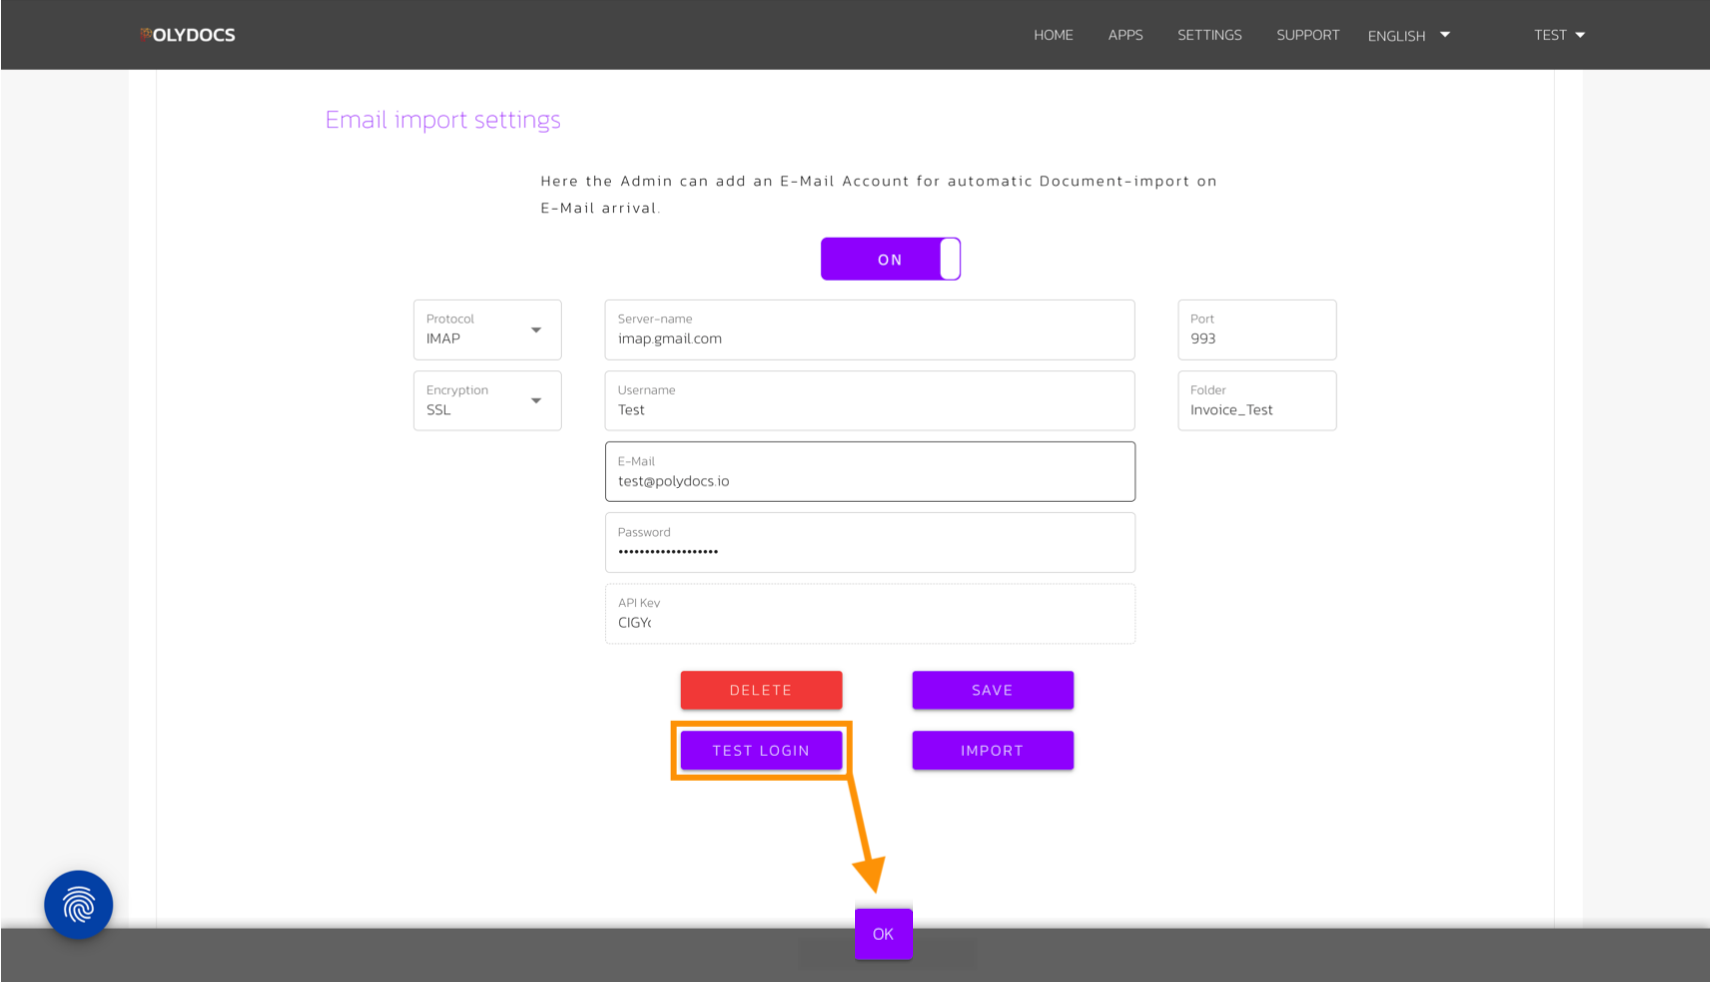 POLYDOCS
HOME APPS SETTINGS SUPPORT ENGLISH TEST
Email import settings
Here the Admin can add an E-Mail Account for automatic Document-import on
E-Mail arrival.
ON
Protocol
IMAP
Server-name
imap.gmail.com
Port
993
Encryption
SSL
Username
Test
Folder
Invoice_Test
E-Mail
test@polydocs.io
Password
•••••••••••••••••••
API Key
DELETE SAVE
TEST LOGIN IMPORT
OK